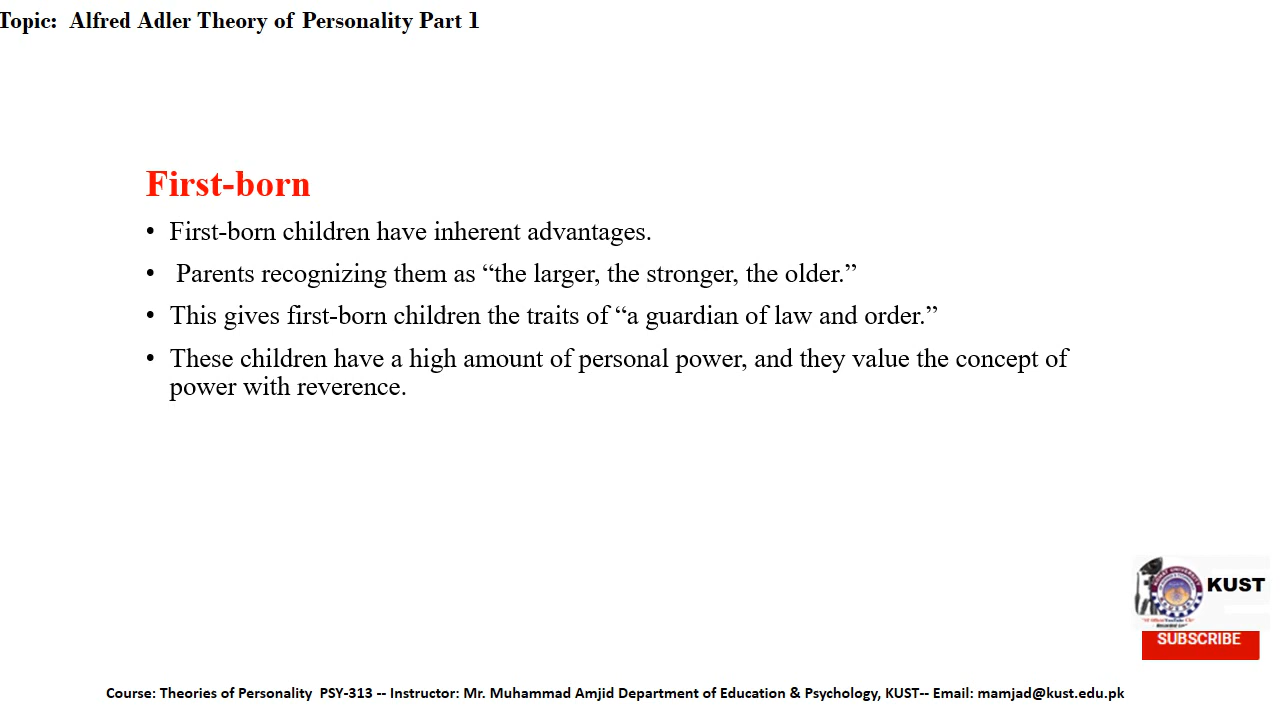 Topic:  Alfred Adler Theory of Personality Part 1
First-born
• First-born children have inherent advantages.
• Parents recognizing them as “the larger, the stronger, the older.”
• This gives first-born children the traits of “a guardian of law and order.”
• These children have a high amount of personal power, and they value the concept of
power with reverence.
KUST
SUBSCRIBE
Course: Theories of Personality  PSY-313 -- Instructor: Mr. Muhammad Amjid Department of Education & Psychology, KUST-- Email: mamjad@kust.edu.pk